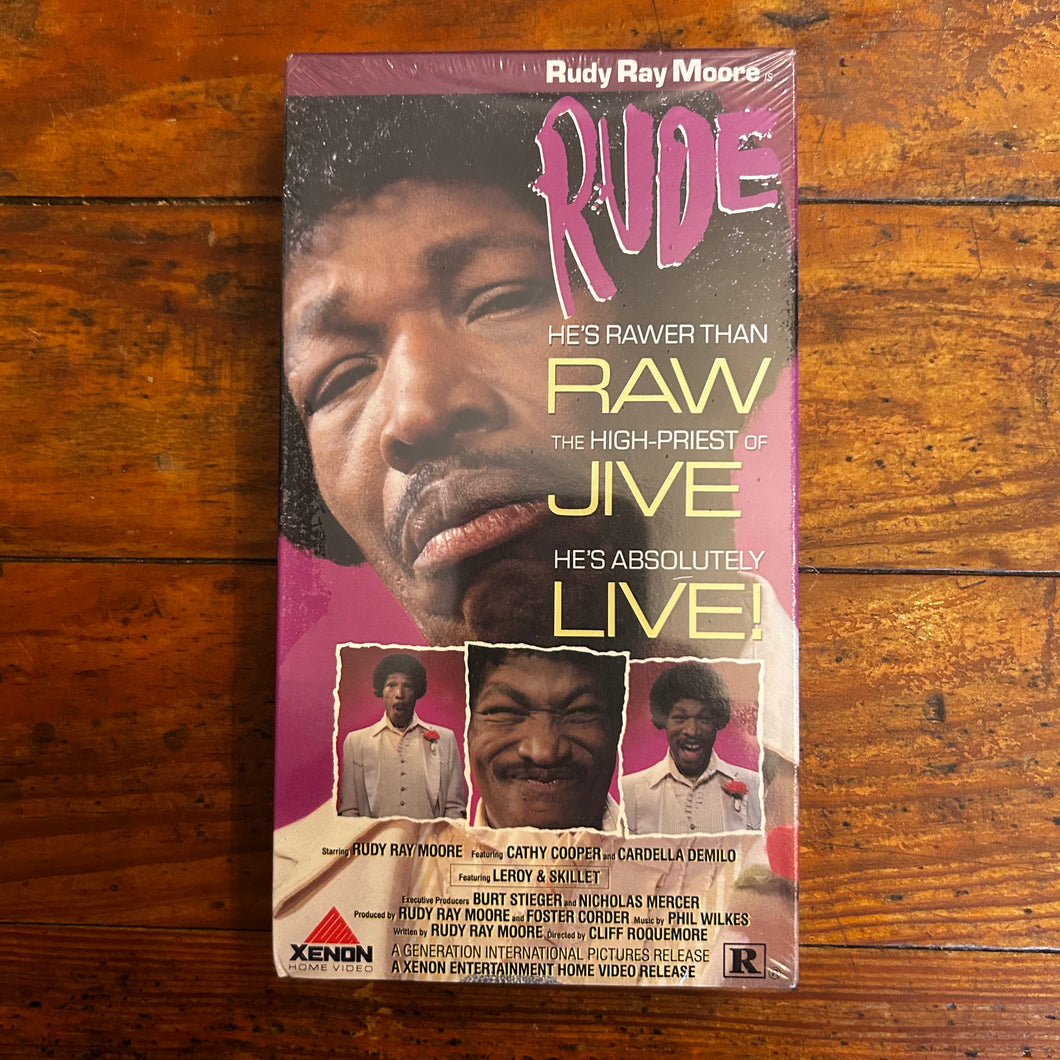 Rudy Ray Moore is
RUDE
HE'S RAWER THAN
RAW
THE HIGH-PRIEST OF
JIVE
HE'S ABSOLUTELY
LIVE!
Starring RUDY RAY MOORE Featuring CATHY COOPER and CARDELLA DEMILO
Featuring LEROY & SKILLET
Executive Producers BURT STIEGER and NICHOLAS MERCER
Produced by RUDY RAY MOORE and FOSTER CORDER Music by PHIL WILKES
Written by RUDY RAY MOORE Directed by CLIFF ROQUEMORE
XENON
HOME VIDEO
A GENERATION INTERNATIONAL PICTURES RELEASE
A XENON ENTERTAINMENT HOME VIDEO RELEASE
R
®